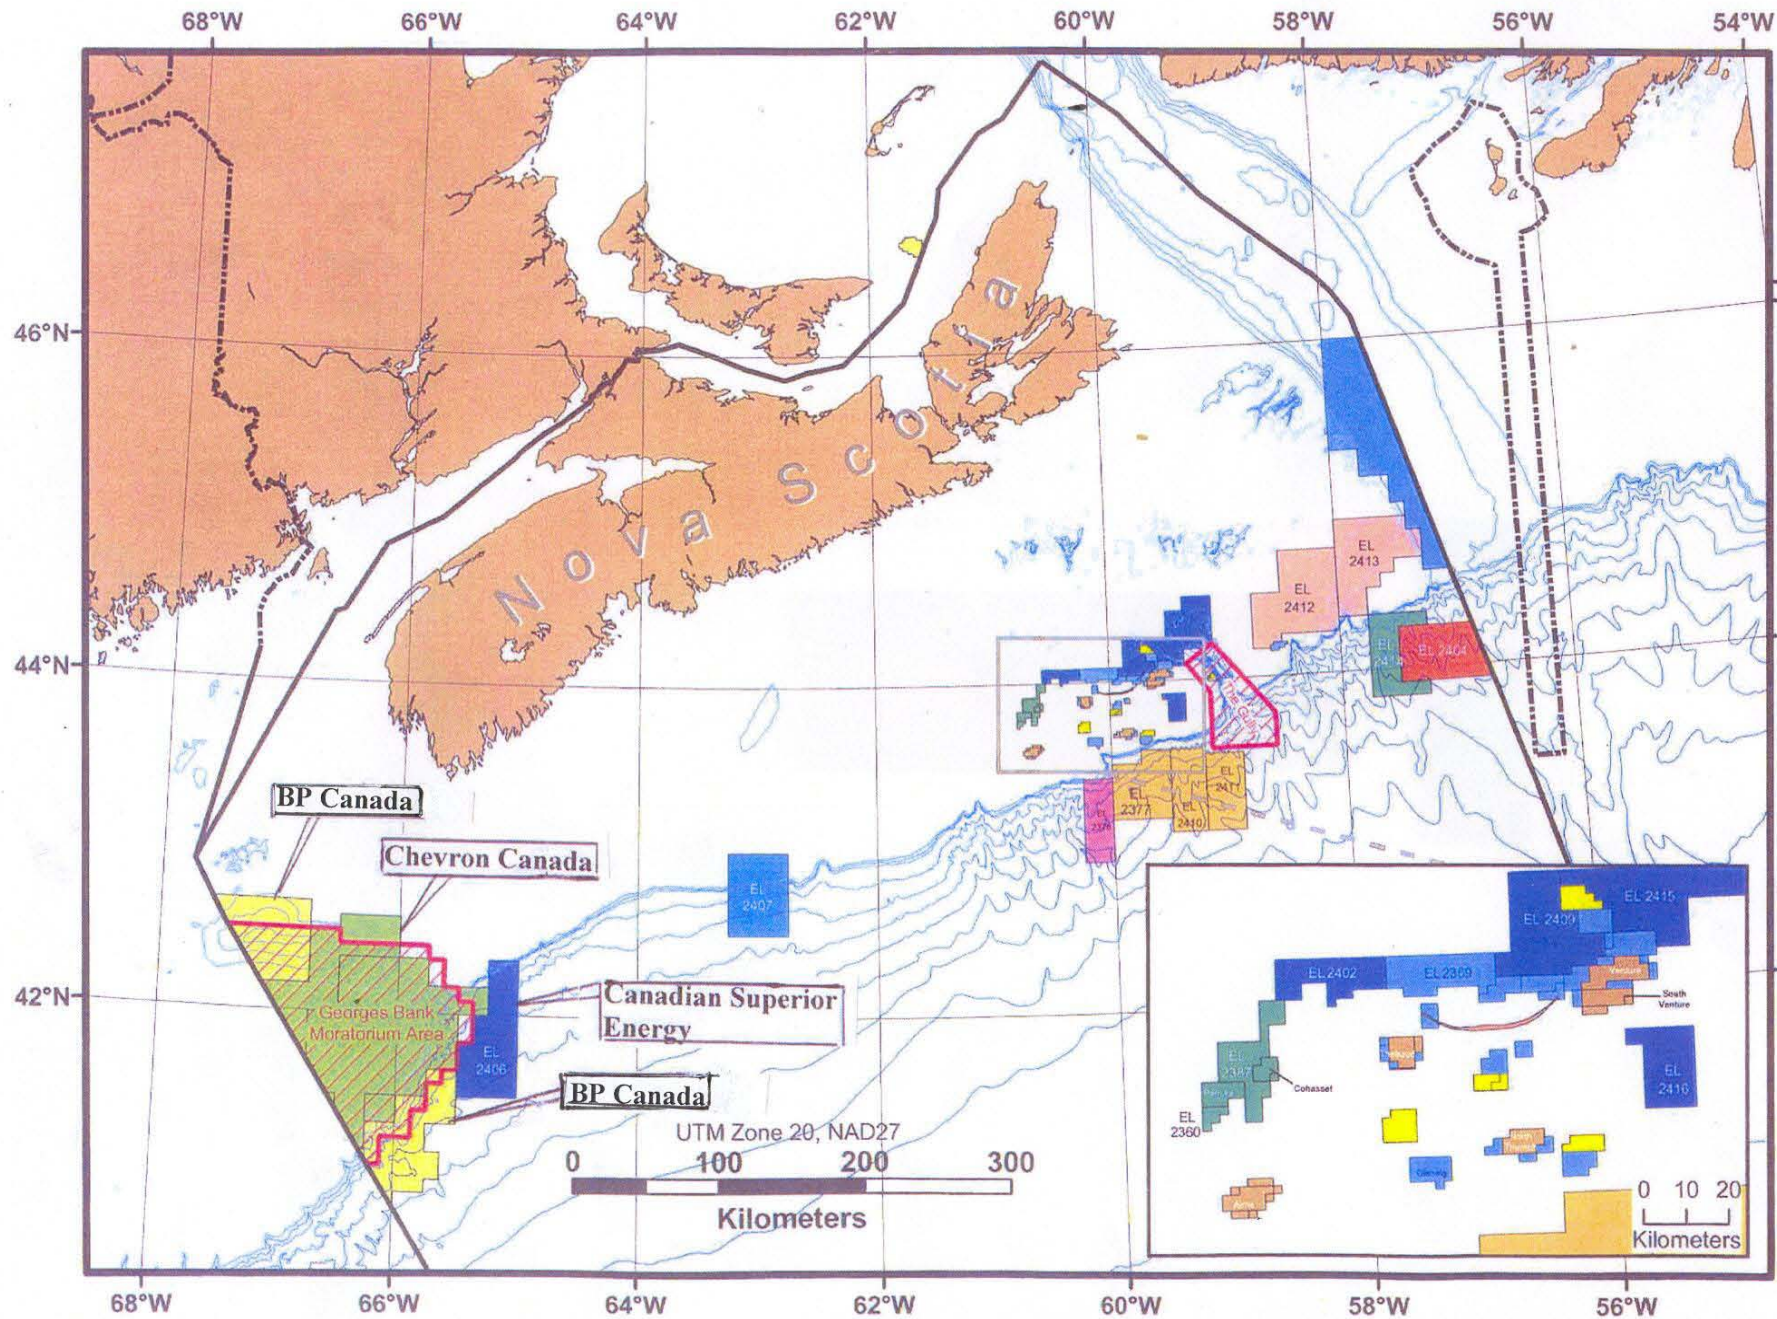 68°W 66°W 64°W 62°W 60°W 58°W 56°W 54°W
46°N
44°N
42°N
Nova Scotia
EL
2413
EL
2412
EL 2404
The Gully
EL
2377
EL
2410
EL
2411
EL
2407
BP Canada
Chevron Canada
Georges Bank
Moratorium Area
Canadian Superior
Energy
EL
2406
BP Canada
UTM Zone 20, NAD27
0 100 200 300
Kilometers
EL 2415
EL 2409
EL 2402
EL 2369
Venture
South
Venture
EL
2387
Cohasset
EL
2360
EL
2416
0 10 20
Kilometers
68°W 66°W 64°W 62°W 60°W 58°W 56°W